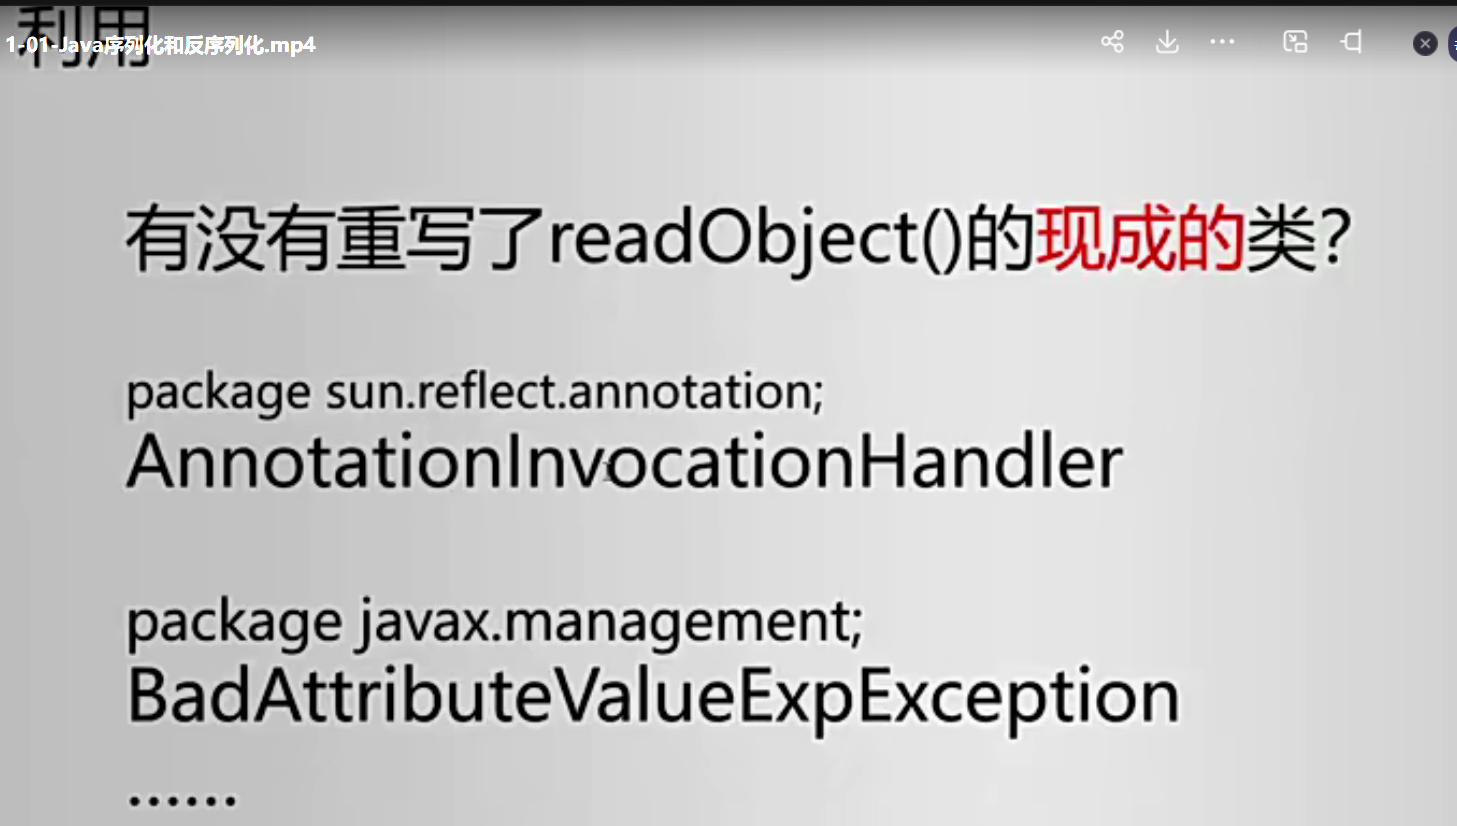 利用
1-01-Java序列化和反序列化.mp4
有没有重写了readObject()的现成的类?
package sun.reflect.annotation;
AnnotationInvocationHandler
package javax.management;
BadAttributeValueExpException
......